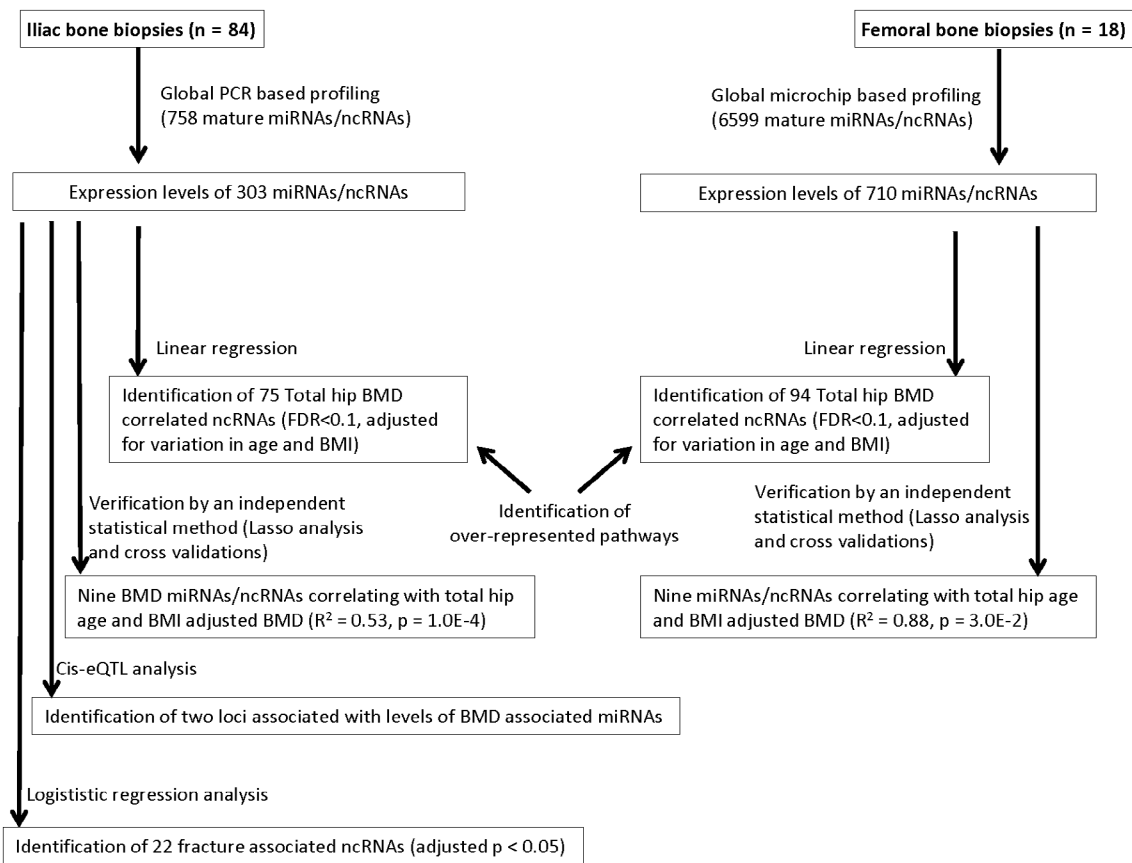 Iliac bone biopsies (n = 84)
Femoral bone biopsies (n = 18)
Global PCR based profiling
(758 mature miRNAs/ncRNAs)
Global microchip based profiling
(6599 mature miRNAs/ncRNAs)
Expression levels of 303 miRNAs/ncRNAs
Expression levels of 710 miRNAs/ncRNAs
Linear regression
Linear regression
Identification of 75 Total hip BMD
correlated ncRNAs (FDR<0.1, adjusted
for variation in age and BMI)
Identification of 94 Total hip BMD
correlated ncRNAs (FDR<0.1, adjusted
for variation in age and BMI)
Verification by an independent
statistical method (Lasso analysis
and cross validations)
Identification of
over-represented pathways
Verification by an independent
statistical method (Lasso analysis
and cross validations)
Nine BMD miRNAs/ncRNAs correlating with total hip
age and BMI adjusted BMD (R² = 0.53, p = 1.0E-4)
Nine miRNAs/ncRNAs correlating with total hip age
and BMI adjusted BMD (R² = 0.88, p = 3.0E-2)
Cis-eQTL analysis
Identification of two loci associated with levels of BMD associated miRNAs
Logististic regression analysis
Identification of 22 fracture associated ncRNAs (adjusted p < 0.05)